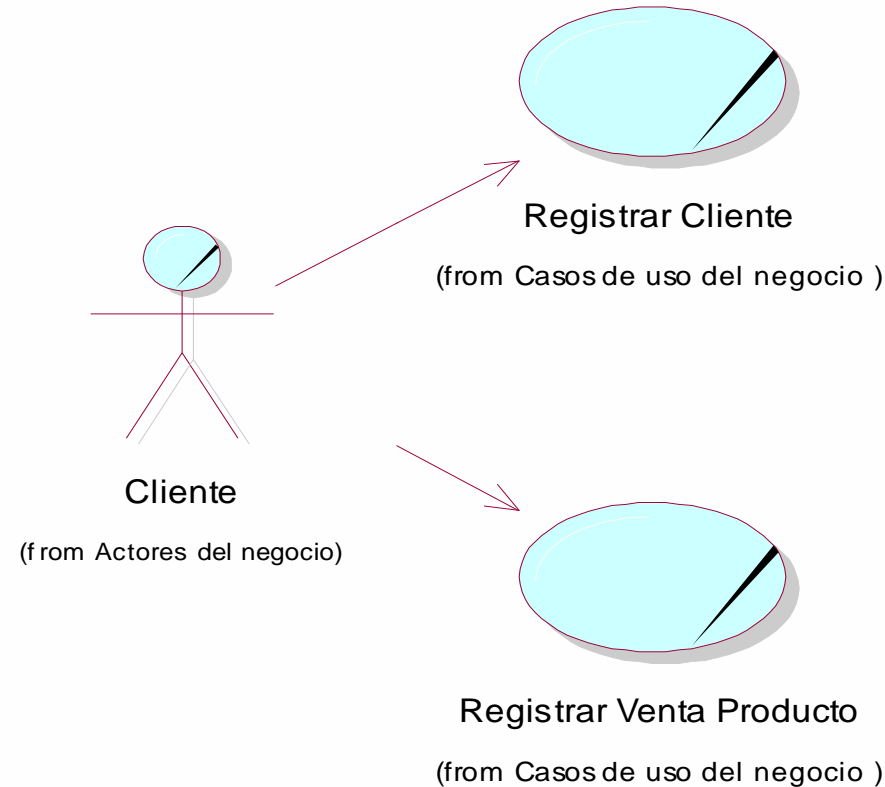 Registrar Cliente
(from Casos de uso del negocio )
Cliente
(from Actores del negocio)
Registrar Venta Producto
(from Casos de uso del negocio )